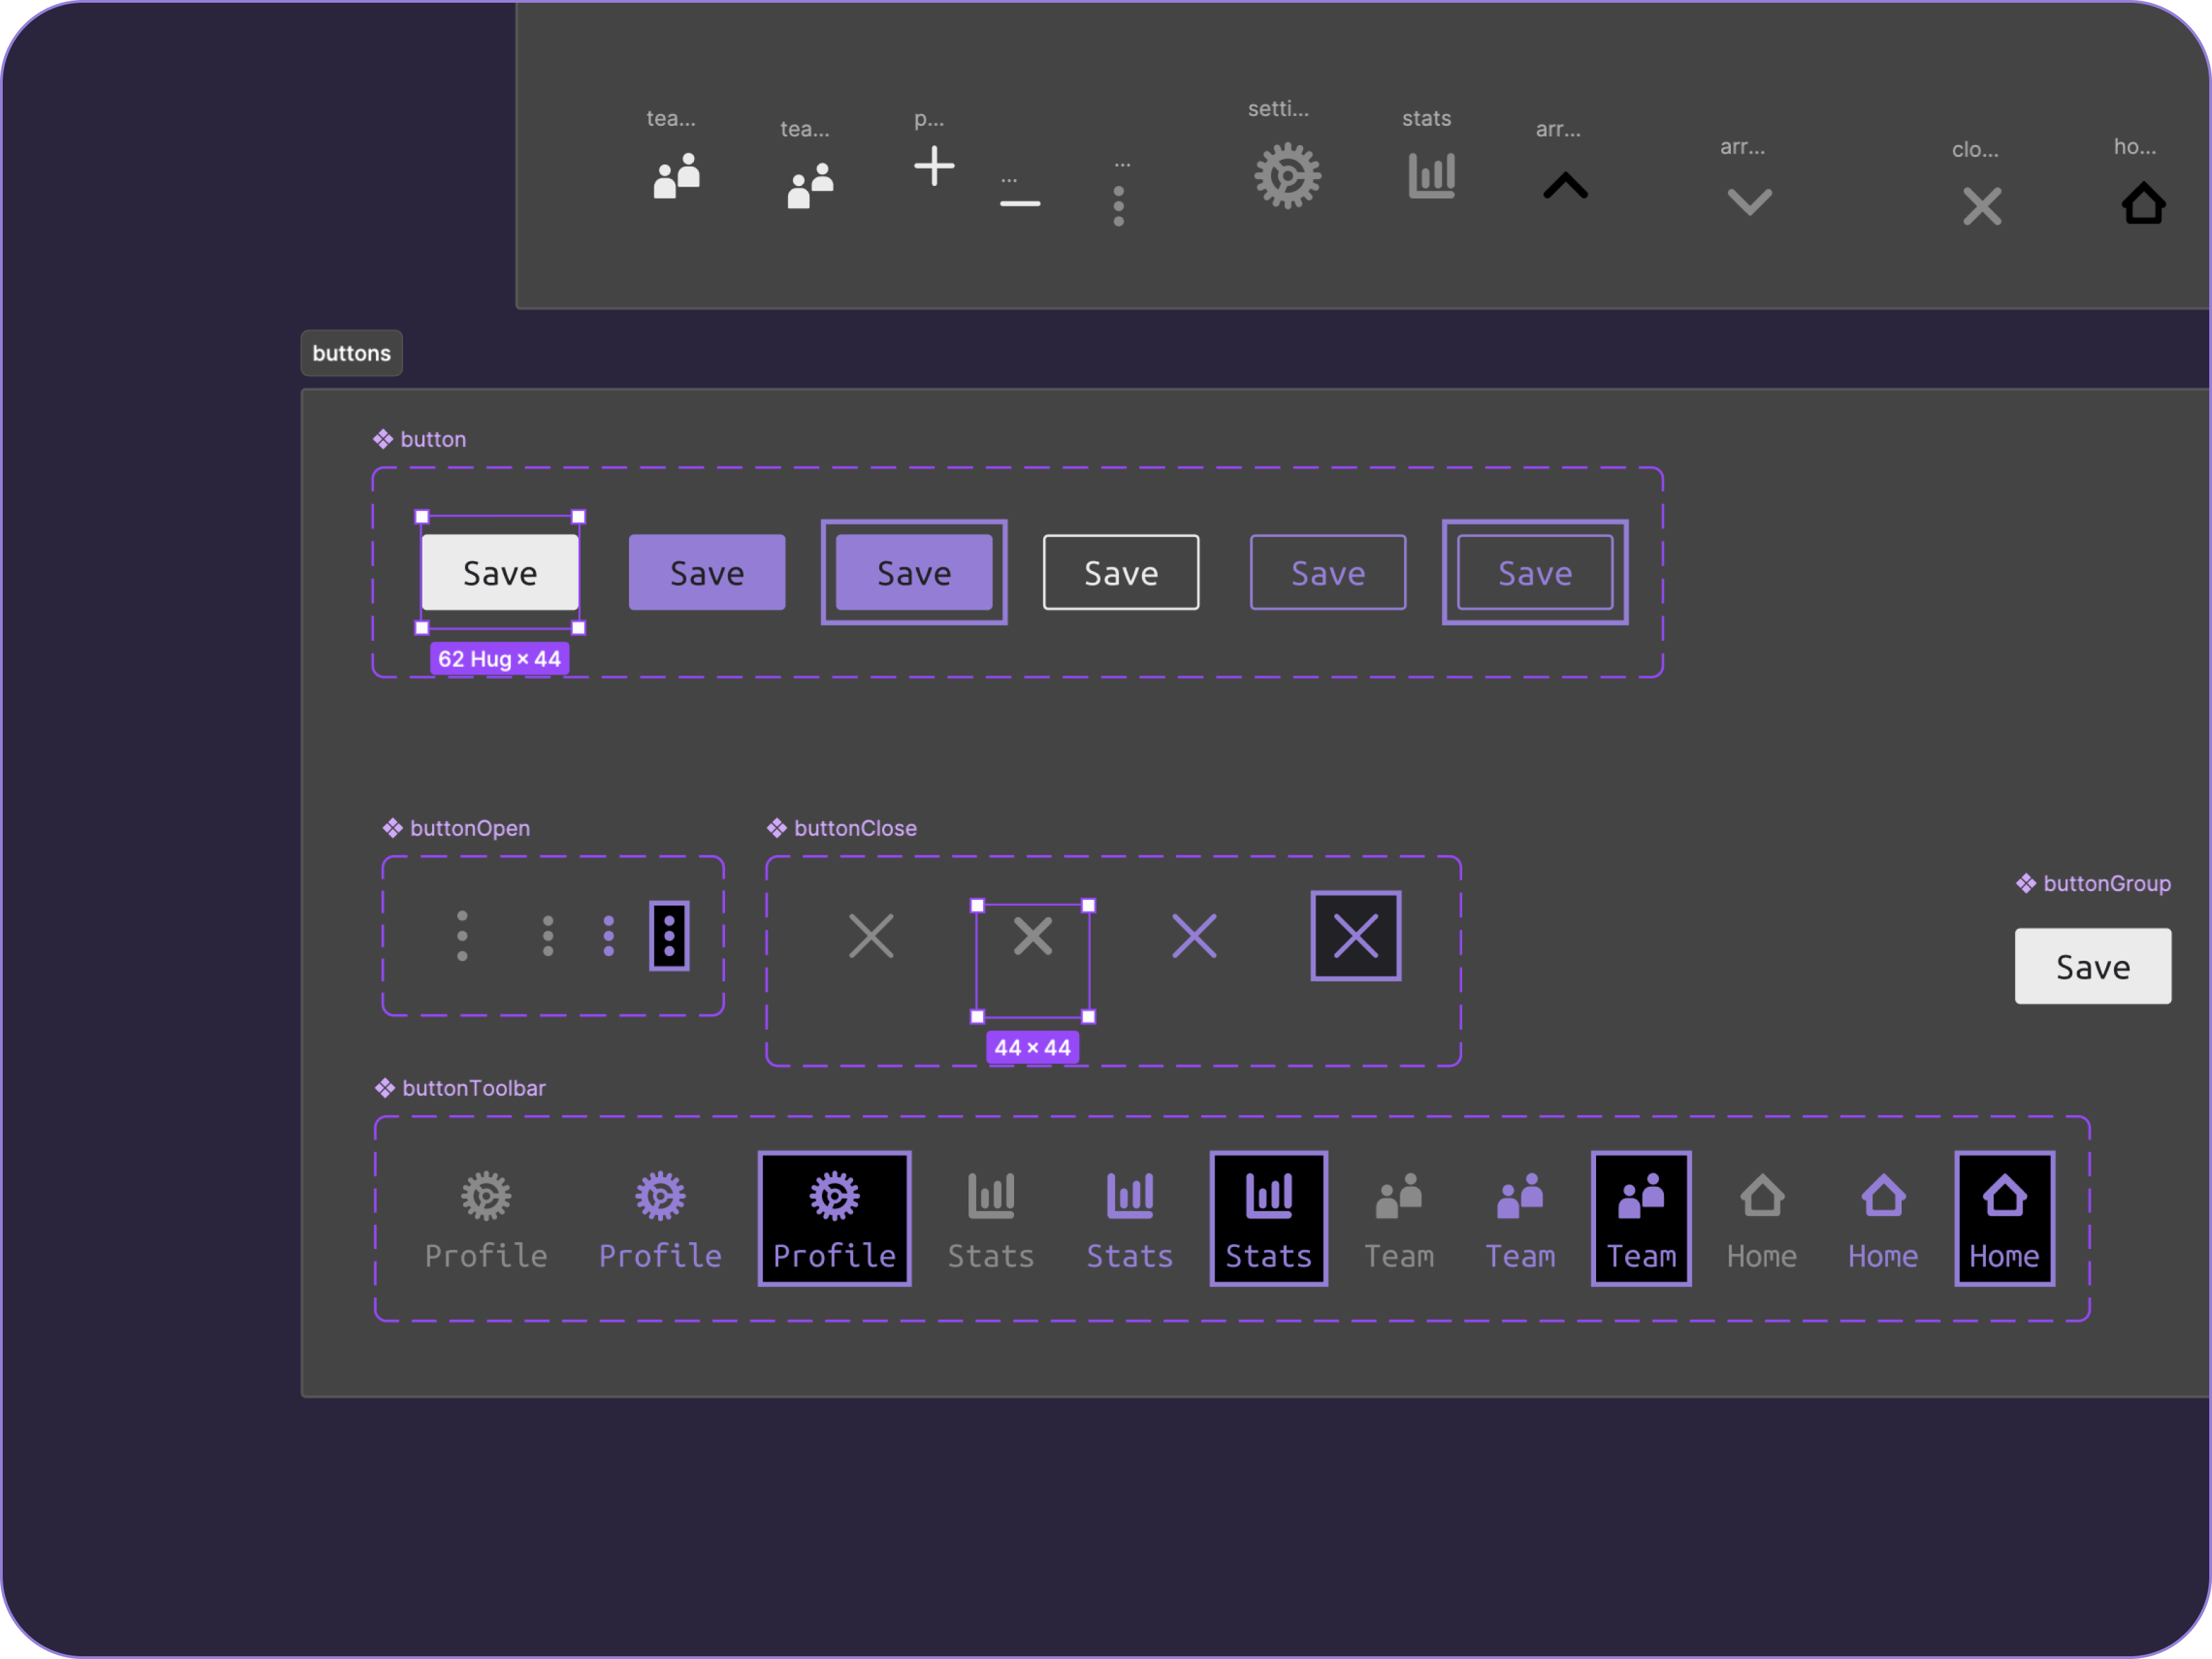 tea...
tea...
p...
...
...
setti...
stats
arr...
arr...
clo...
ho...
buttons
button
Save
Save
Save
Save
Save
Save
62 Hug × 44
buttonOpen
buttonClose
buttonGroup
Save
44 × 44
buttonToolbar
Profile
Profile
Profile
Stats
Stats
Stats
Team
Team
Team
Home
Home
Home